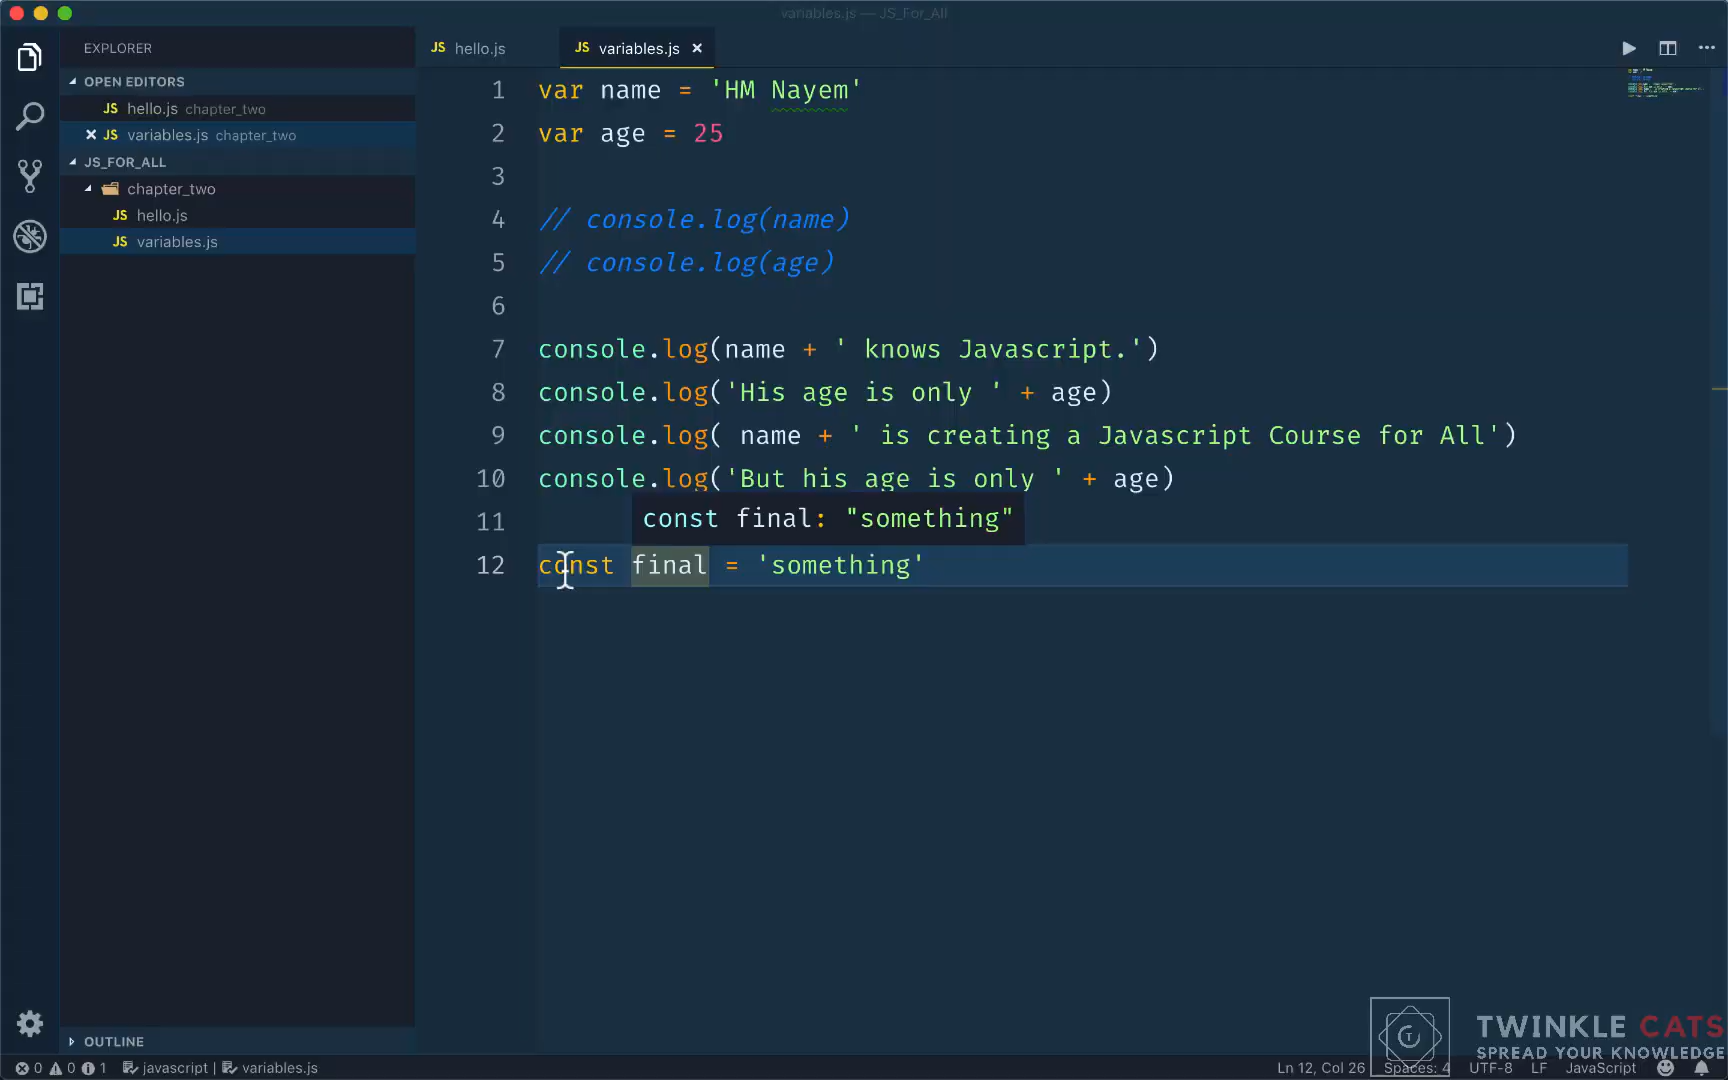 variables.js — JS_For_All
EXPLORER
OPEN EDITORS
JS hello.js chapter_two
JS variables.js chapter_two
JS_FOR_ALL
chapter_two
JS hello.js
JS variables.js
OUTLINE
JS hello.js
JS variables.js
1 var name = 'HM Nayem'
2 var age = 25
3
4 // console.log(name)
5 // console.log(age)
6
7 console.log(name + ' knows Javascript.')
8 console.log('His age is only ' + age)
9 console.log( name + ' is creating a Javascript Course for All')
10 console.log('But his age is only ' + age)
11
const final: "something"
12 const final = 'something'
TWINKLE CATS
SPREAD YOUR KNOWLEDGE
0 0 1 javascript | variables.js
Ln 12, Col 26 Spaces: 4 UTF-8 LF JavaScript